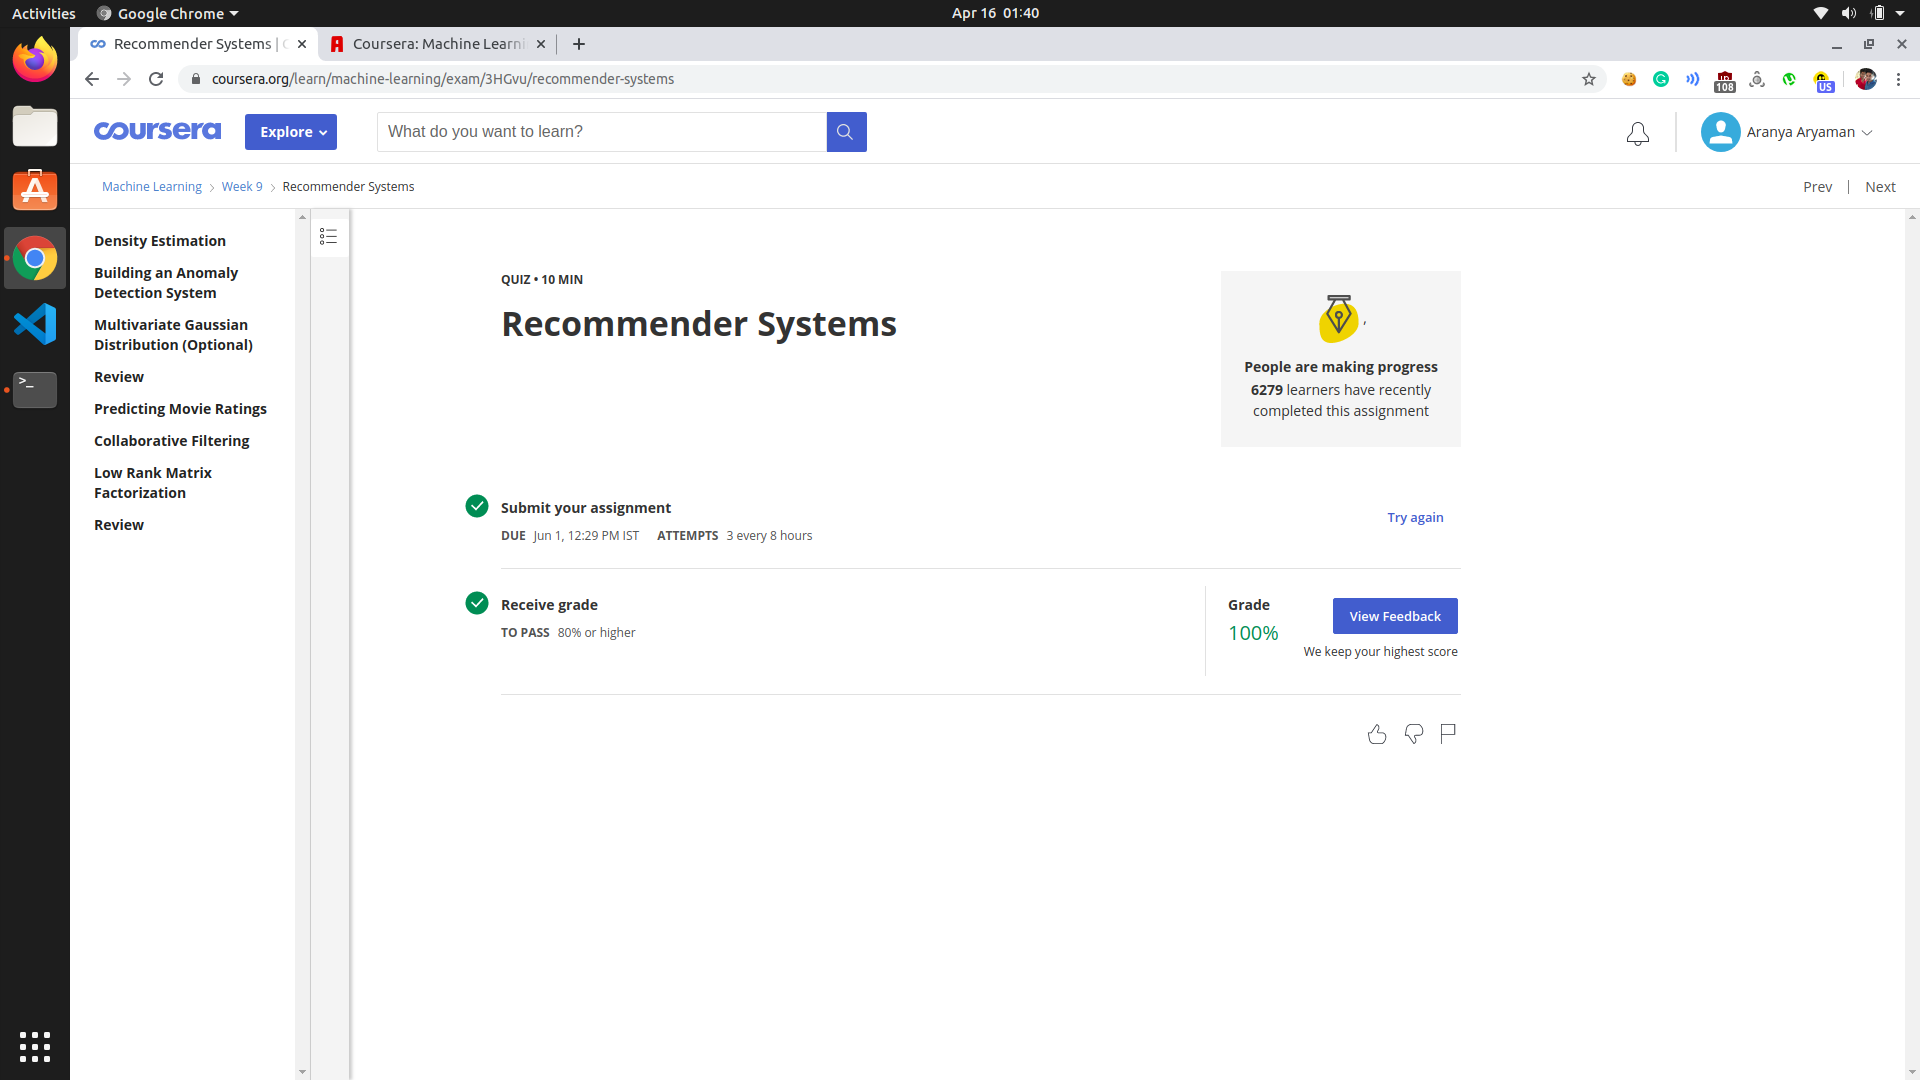 Activities
Google Chrome
Apr 16 01:40
Recommender Systems |
Coursera: Machine Learni
coursera.org/learn/machine-learning/exam/3HGvu/recommender-systems
108
US
coursera
Explore
What do you want to learn?
Aranya Aryaman
Machine Learning
Week 9
Recommender Systems
Prev
Next
Density Estimation
Building an Anomaly
Detection System
Multivariate Gaussian
Distribution (Optional)
Review
Predicting Movie Ratings
Collaborative Filtering
Low Rank Matrix
Factorization
Review
QUIZ • 10 MIN
Recommender Systems
,
People are making progress
6279 learners have recently
completed this assignment
Submit your assignment
DUE Jun 1, 12:29 PM IST ATTEMPTS 3 every 8 hours
Try again
Receive grade
TO PASS 80% or higher
Grade
100%
View Feedback
We keep your highest score